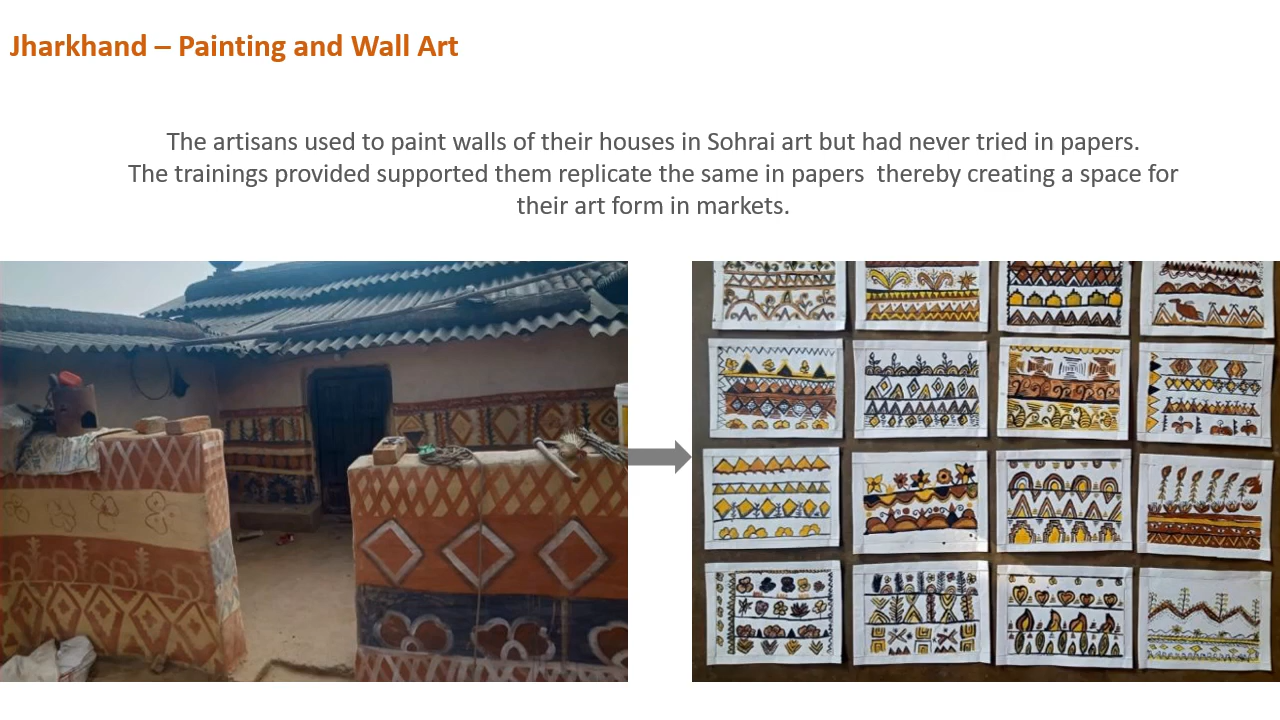 Jharkhand – Painting and Wall Art
The artisans used to paint walls of their houses in Sohrai art but had never tried in papers.
The trainings provided supported them replicate the same in papers  thereby creating a space for
their art form in markets.